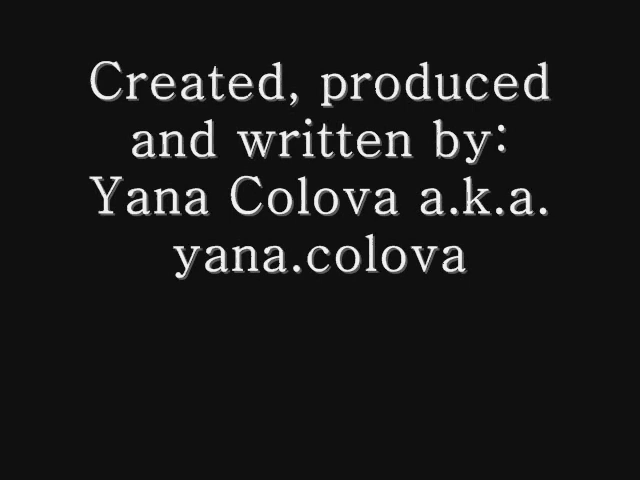 Created, produced
and written by:
Yana Colova a.k.a.
yana.colova